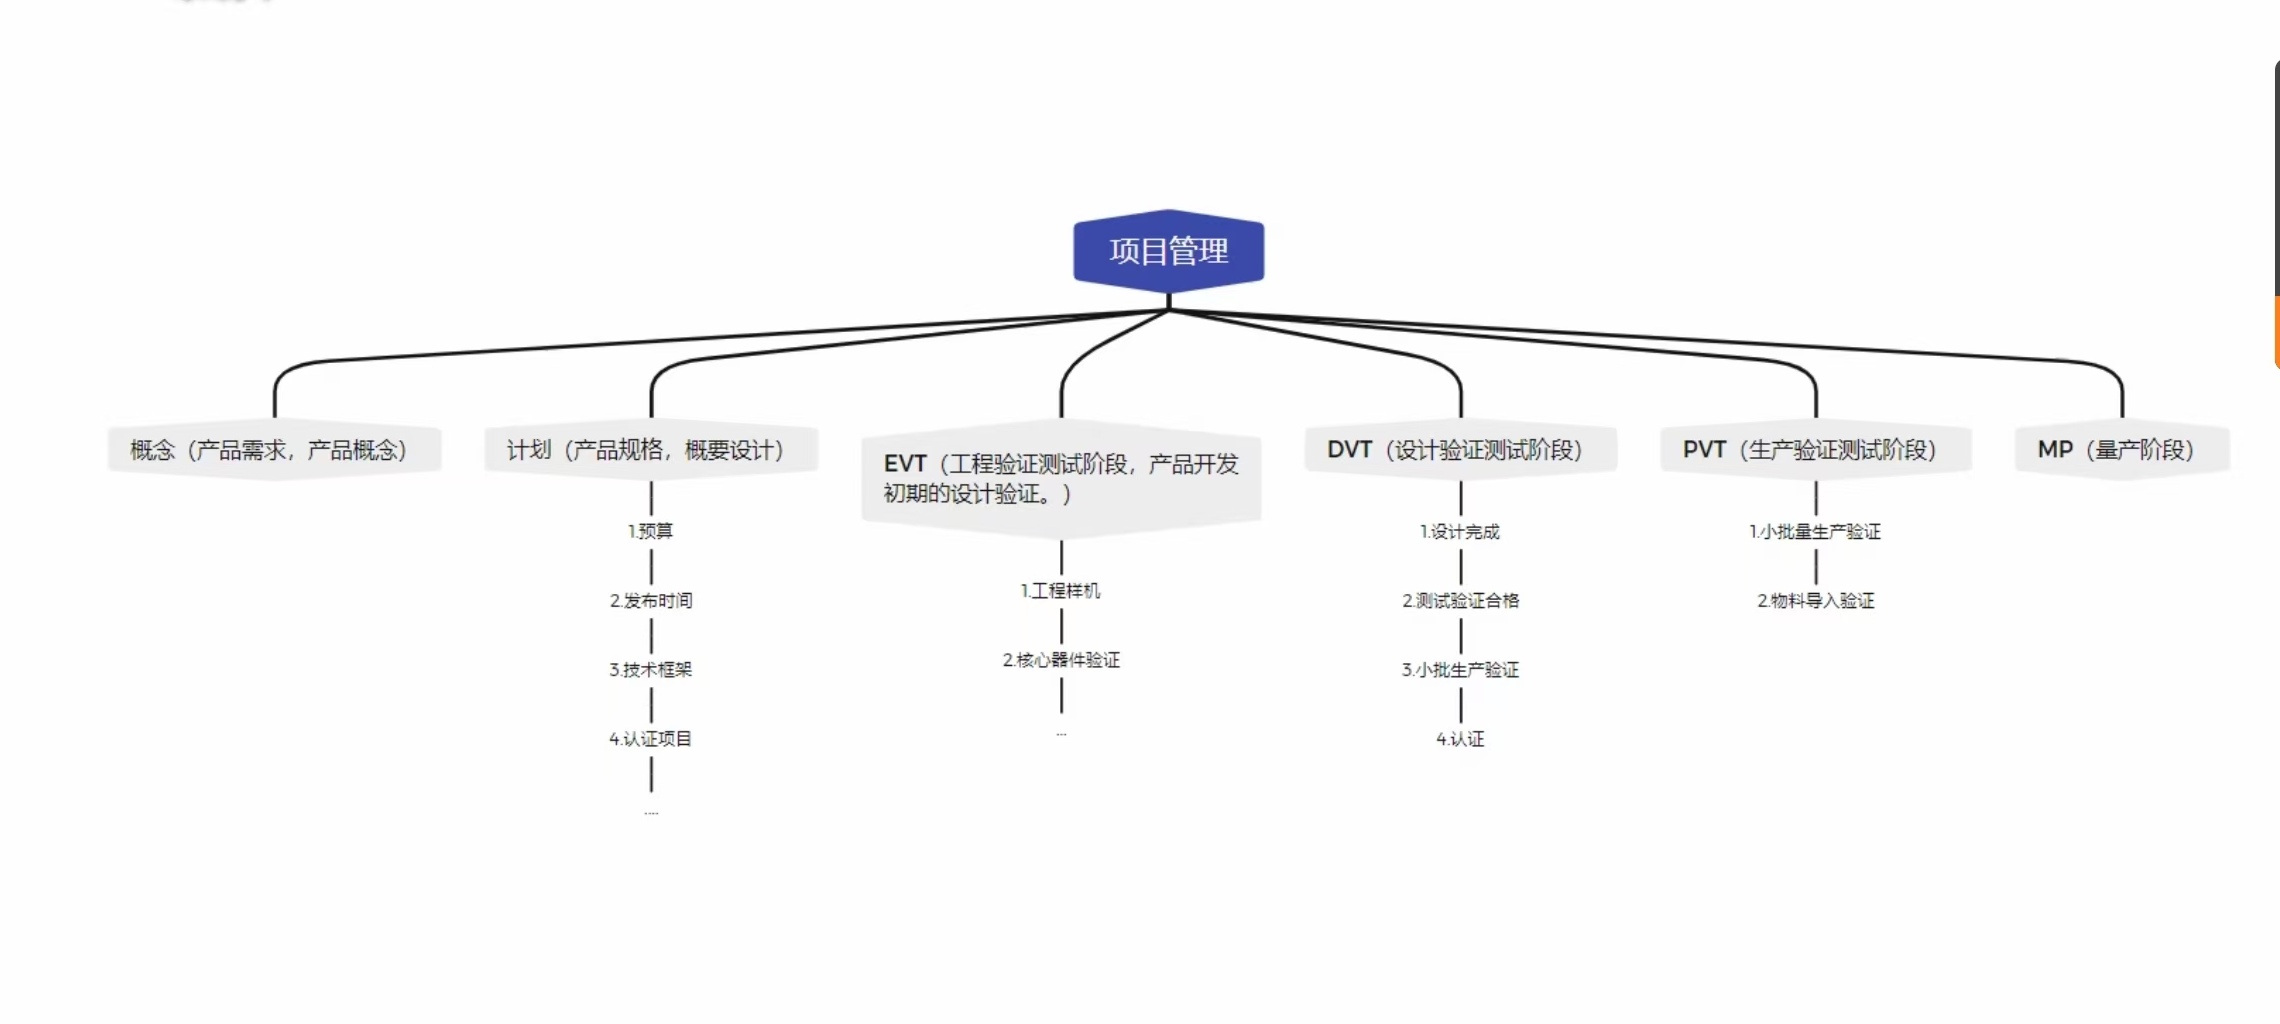 项目管理
概念（产品需求，产品概念）
计划（产品规格，概要设计）
1.预算
2.发布时间
3.技术框架
4.认证项目
....
EVT（工程验证测试阶段，产品开发
初期的设计验证。）
1.工程样机
2.核心器件验证
...
DVT（设计验证测试阶段）
1.设计完成
2.测试验证合格
3.小批生产验证
4.认证
PVT（生产验证测试阶段）
1.小批量生产验证
2.物料导入验证
MP（量产阶段）